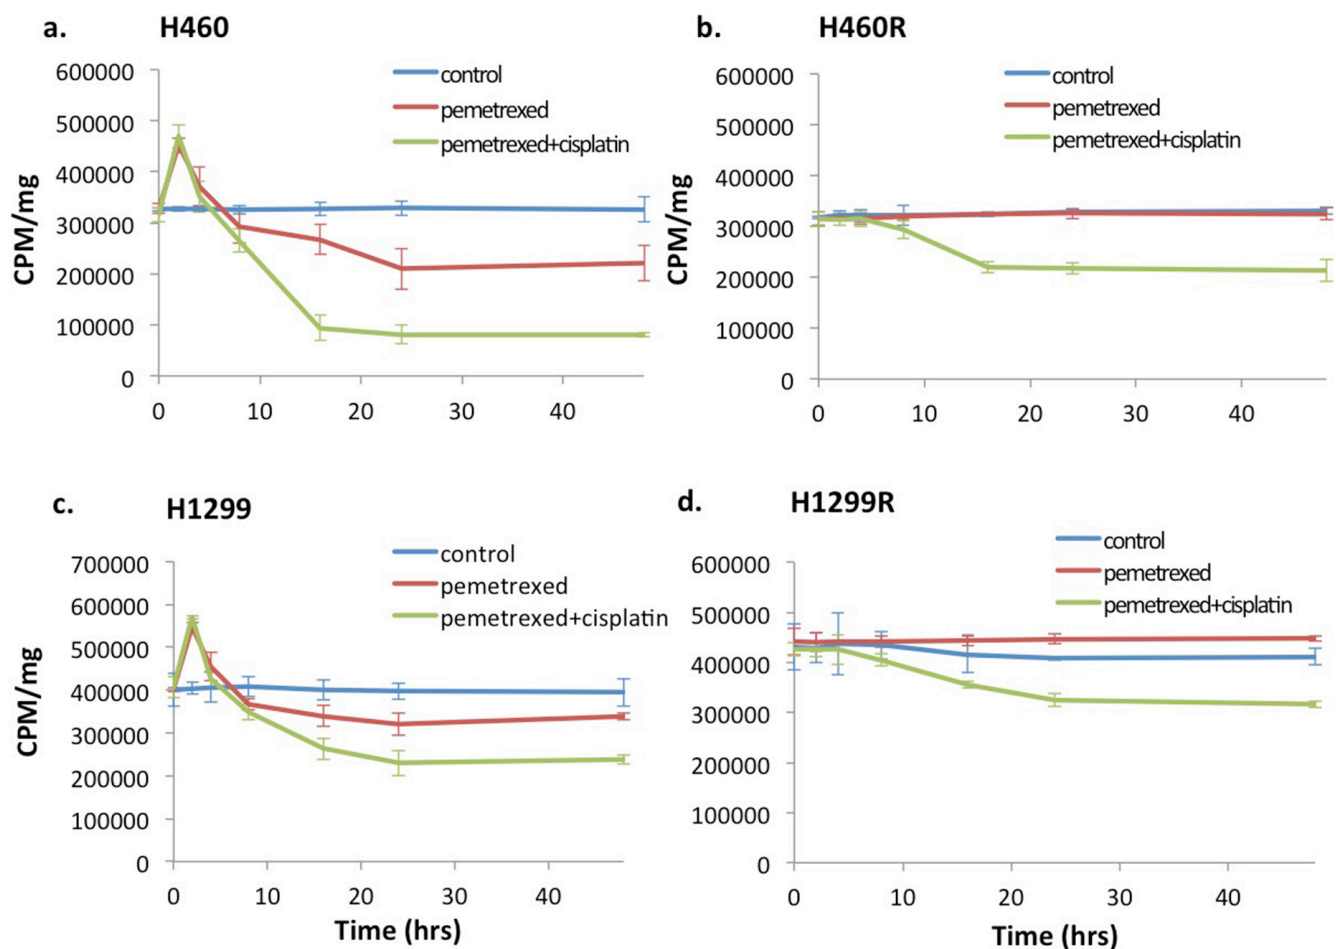 a. H460
600000
500000
400000
300000
200000
100000
0
0 10 20 30 40
CPM/mg
control
pemetrexed
pemetrexed+cisplatin
b. H460R
600000
500000
400000
300000
200000
100000
0
0 10 20 30 40
CPM/mg
control
pemetrexed
pemetrexed+cisplatin
c. H1299
700000
600000
500000
400000
300000
200000
100000
0
0 10 20 30 40
CPM/mg
Time (hrs)
control
pemetrexed
pemetrexed+cisplatin
d. H1299R
600000
500000
400000
300000
200000
100000
0
0 10 20 30 40
Time (hrs)
control
pemetrexed
pemetrexed+cisplatin